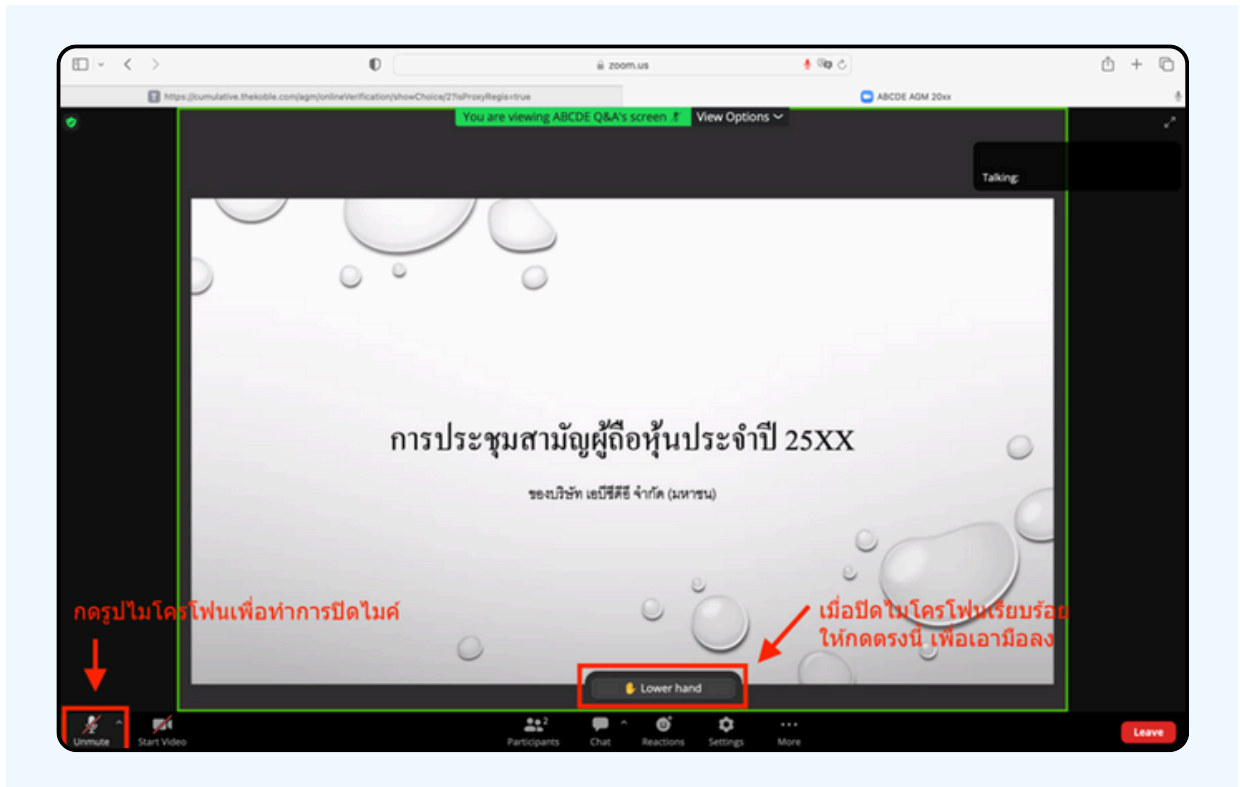 zoom.us
https://cumulative.thekoble.com/agm/onlineVerification/showChoice/2?isProxyRegis=true
ABCDE AGM 20xx
You are viewing ABCDE Q&A's screen
View Options
Talking:
การประชุมสามัญผู้ถือหุ้นประจำปี 25XX
ของบริษัท เอบีซีดีอี จำกัด (มหาชน)
กดรูปไมโครโฟนเพื่อทำการปิดไมค์
เมื่อปิดไมโครโฟนเรียบร้อย
ให้กดตรงนี้ เพื่อเอามือลง
Lower hand
Unmute
Start Video
2
Participants
Chat
Reactions
Settings
More
Leave